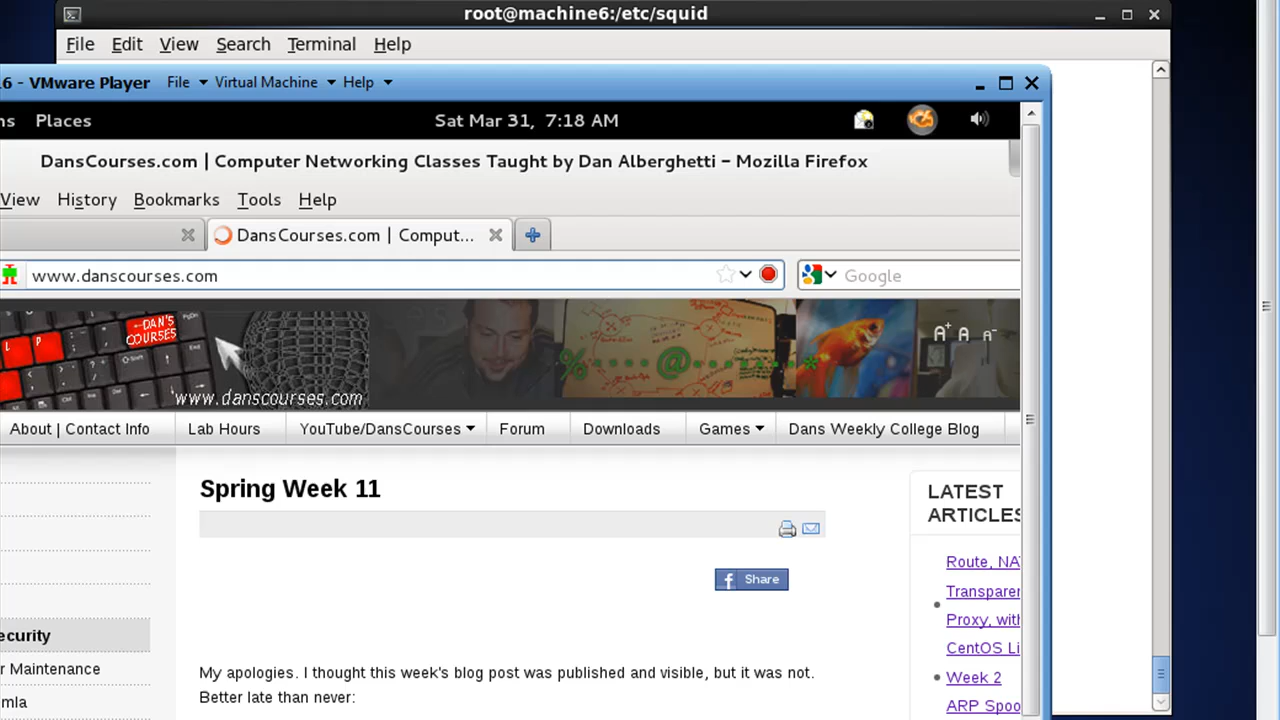 root@machine6:/etc/squid
File Edit View Search Terminal Help
6 - VMware Player File Virtual Machine Help
ns Places Sat Mar 31, 7:18 AM
DansCourses.com | Computer Networking Classes Taught by Dan Alberghetti - Mozilla Firefox
View History Bookmarks Tools Help
DansCourses.com | Comput...
www.danscourses.com Google
←DAN'S
COURSES
% @ *
A+ A A-
www.danscourses.com
About | Contact Info Lab Hours YouTube/DansCourses Forum Downloads Games Dans Weekly College Blog
Spring Week 11
LATEST
ARTICLES
Share
Route, NA
Transparen
Proxy, with
CentOS Li
Week 2
ARP Spoo
ecurity
r Maintenance
mla
My apologies. I thought this week's blog post was published and visible, but it was not.
Better late than never: